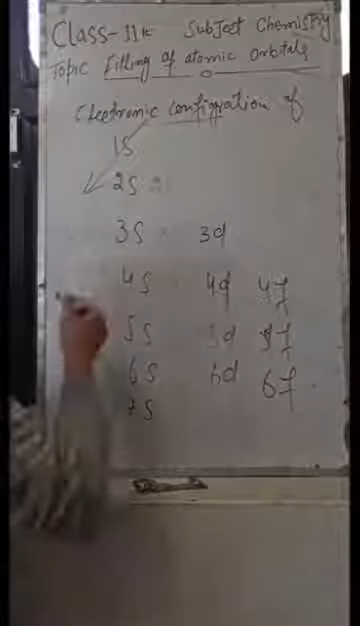 Class-11th Subject Chemistry
Topic Filling of atomic orbitals
Electronic configration of
1S
2S
3S 3d
4S 4d 4f
5S 5d 5f
6S 6d 6f
7S